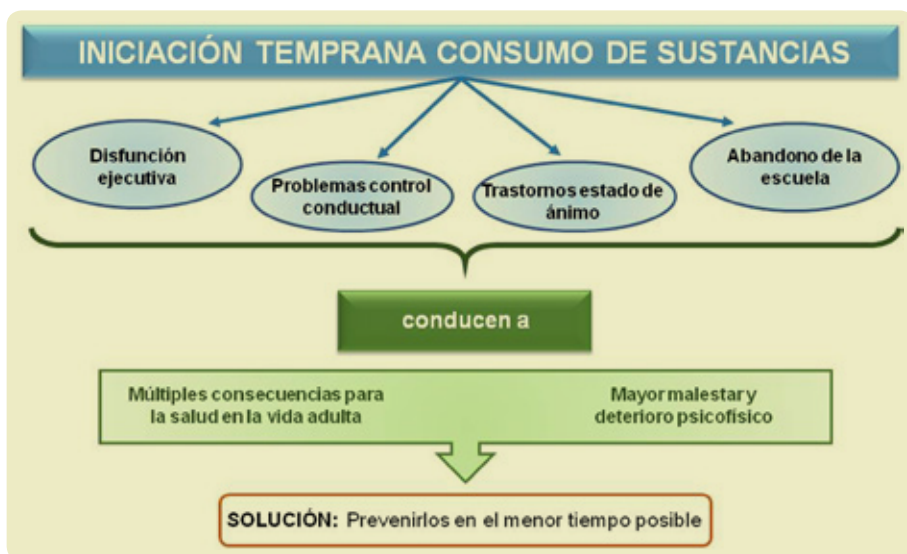 INICIACIÓN TEMPRANA CONSUMO DE SUSTANCIAS
Disfunción
ejecutiva
Problemas control
conductual
Trastornos estado de
ánimo
Abandono de la
escuela
conducen a
Múltiples consecuencias para
la salud en la vida adulta
Mayor malestar y
deterioro psicofísico
SOLUCIÓN: Prevenirlos en el menor tiempo posible